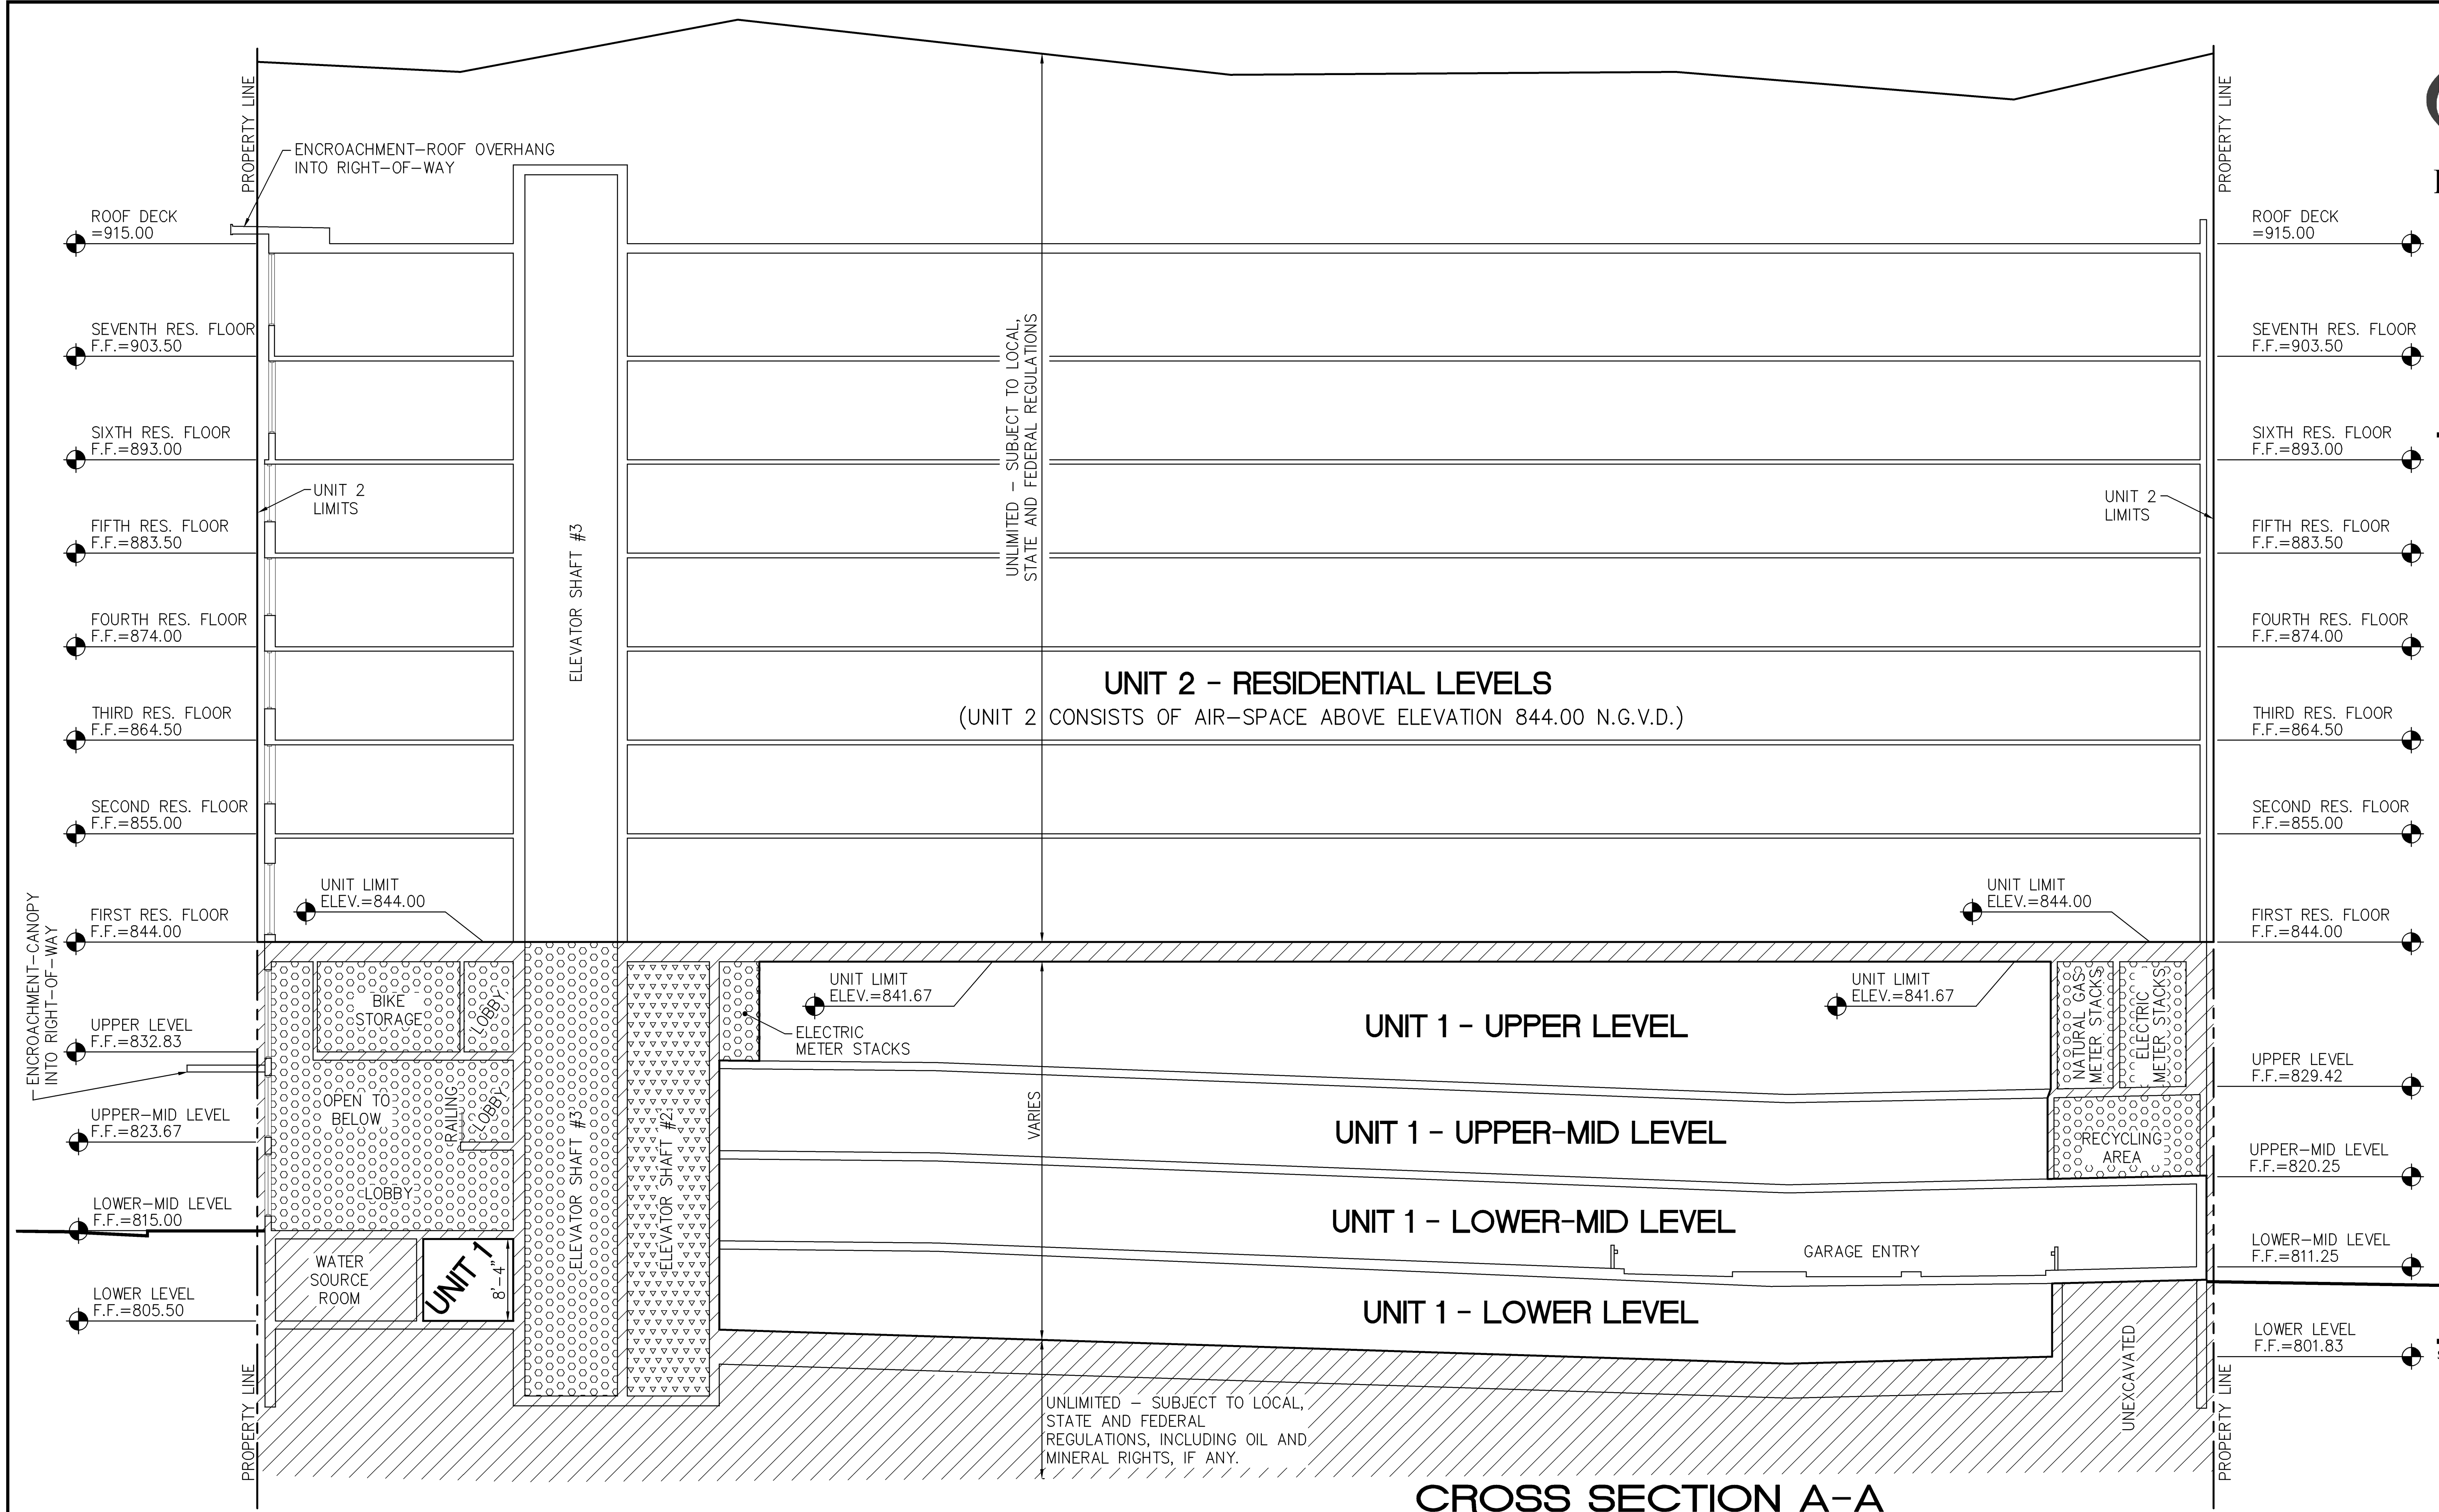 PROPERTY LINE
PROPERTY LINE
ENCROACHMENT-ROOF OVERHANG
INTO RIGHT-OF-WAY
ROOF DECK
=915.00
ROOF DECK
=915.00
SEVENTH RES. FLOOR
F.F.=903.50
SEVENTH RES. FLOOR
F.F.=903.50
UNLIMITED - SUBJECT TO LOCAL,
STATE AND FEDERAL REGULATIONS
SIXTH RES. FLOOR
F.F.=893.00
SIXTH RES. FLOOR
F.F.=893.00
UNIT 2
LIMITS
UNIT 2
LIMITS
FIFTH RES. FLOOR
F.F.=883.50
FIFTH RES. FLOOR
F.F.=883.50
ELEVATOR SHAFT #3
FOURTH RES. FLOOR
F.F.=874.00
FOURTH RES. FLOOR
F.F.=874.00
UNIT 2 - RESIDENTIAL LEVELS
(UNIT 2 CONSISTS OF AIR-SPACE ABOVE ELEVATION 844.00 N.G.V.D.)
THIRD RES. FLOOR
F.F.=864.50
THIRD RES. FLOOR
F.F.=864.50
SECOND RES. FLOOR
F.F.=855.00
SECOND RES. FLOOR
F.F.=855.00
UNIT LIMIT
ELEV.=844.00
UNIT LIMIT
ELEV.=844.00
FIRST RES. FLOOR
F.F.=844.00
FIRST RES. FLOOR
F.F.=844.00
ENCROACHMENT-CANOPY
INTO RIGHT-OF-WAY
BIKE
STORAGE
LOBBY
UNIT LIMIT
ELEV.=841.67
UNIT LIMIT
ELEV.=841.67
ELECTRIC
METER STACKS
UNIT 1 - UPPER LEVEL
NATURAL GAS
METER STACKS
ELECTRIC
METER STACKS
UPPER LEVEL
F.F.=832.83
UPPER LEVEL
F.F.=829.42
OPEN TO
BELOW
RAILING
LOBBY
ELEVATOR SHAFT #3
ELEVATOR SHAFT #2
VARIES
UPPER-MID LEVEL
F.F.=823.67
UNIT 1 - UPPER-MID LEVEL
RECYCLING
AREA
UPPER-MID LEVEL
F.F.=820.25
LOBBY
LOWER-MID LEVEL
F.F.=815.00
UNIT 1 - LOWER-MID LEVEL
GARAGE ENTRY
LOWER-MID LEVEL
F.F.=811.25
WATER
SOURCE
ROOM
UNIT 1
8'-4"
LOWER LEVEL
F.F.=805.50
UNIT 1 - LOWER LEVEL
LOWER LEVEL
F.F.=801.83
UNEXCAVATED
PROPERTY LINE
PROPERTY LINE
UNLIMITED - SUBJECT TO LOCAL,
STATE AND FEDERAL
REGULATIONS, INCLUDING OIL AND
MINERAL RIGHTS, IF ANY.
CROSS SECTION A-A